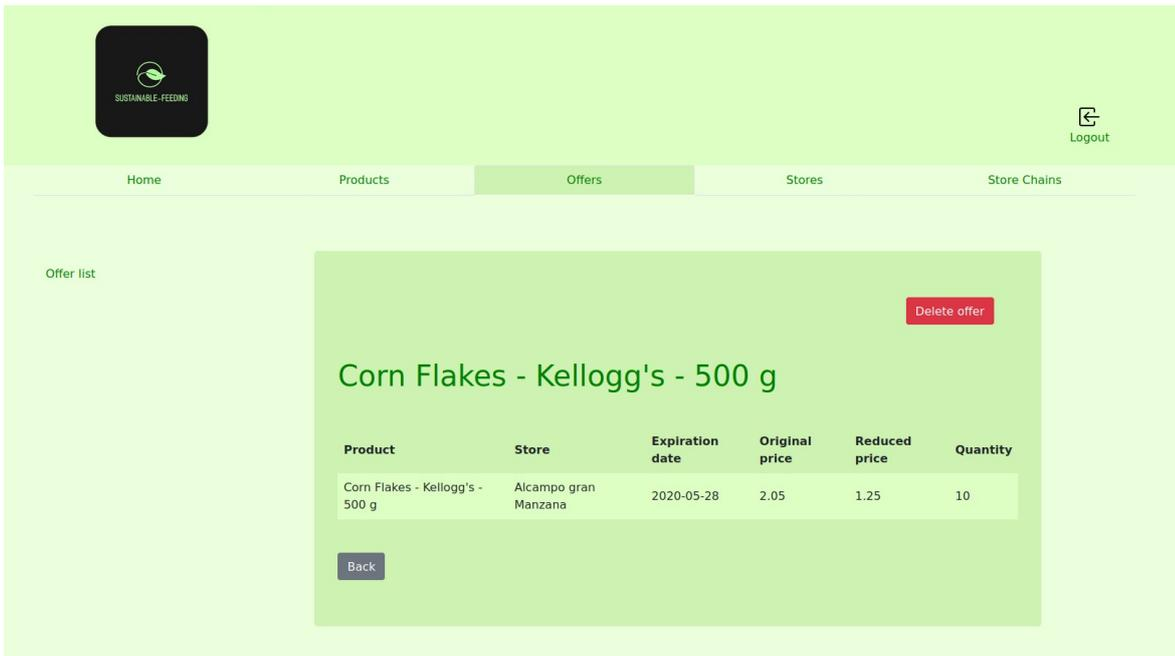 SUSTAINABLE-FEEDING
Logout
Home Products Offers Stores Store Chains
Offer list
Delete offer
Corn Flakes - Kellogg's - 500 g
Product Store Expiration date Original price Reduced price Quantity
Corn Flakes - Kellogg's - 500 g Alcampo gran Manzana 2020-05-28 2.05 1.25 10
Back